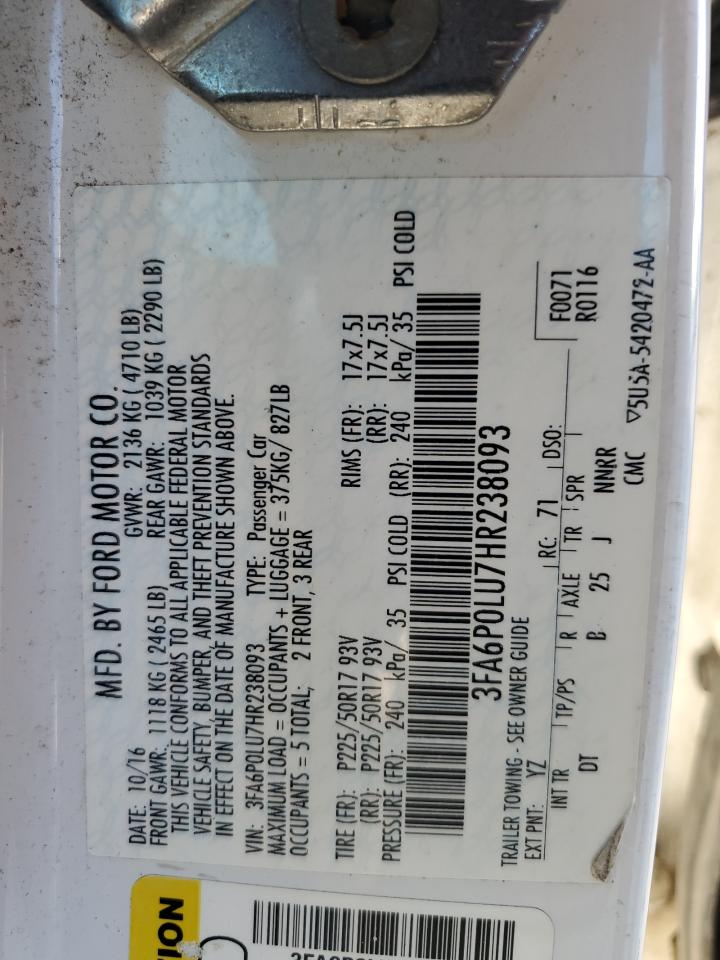 MFD. BY FORD MOTOR CO.
DATE: 10/16 GVWR: 2136 KG ( 4710 LB)
FRONT GAWR: 1118 KG ( 2465 LB) REAR GAWR: 1039 KG ( 2290 LB)
THIS VEHICLE CONFORMS TO ALL APPLICABLE FEDERAL MOTOR
VEHICLE SAFETY, BUMPER, AND THEFT PREVENTION STANDARDS
IN EFFECT ON THE DATE OF MANUFACTURE SHOWN ABOVE.
VIN: 3FA6P0LU7HR238093 TYPE: Passenger Car
MAXIMUM LOAD = OCCUPANTS + LUGGAGE = 375KG/ 827LB
OCCUPANTS = 5 TOTAL; 2 FRONT, 3 REAR
TIRE (FR): P225/50R17 93V RIMS (FR): 17x7.5J
(RR): P225/50R17 93V (RR): 17x7.5J
PRESSURE (FR): 240 kPa/ 35 PSI COLD (RR): 240 kPa/ 35 PSI COLD
3FA6P0LU7HR238093
TRAILER TOWING - SEE OWNER GUIDE
F0071
R0116
EXT PNT: YZ RC: 71 DSO:
INT TR TP/PS R AXLE TR SPR
DT B 25 J NNRR
CMC ▽5U5A-5420472-AA
TION